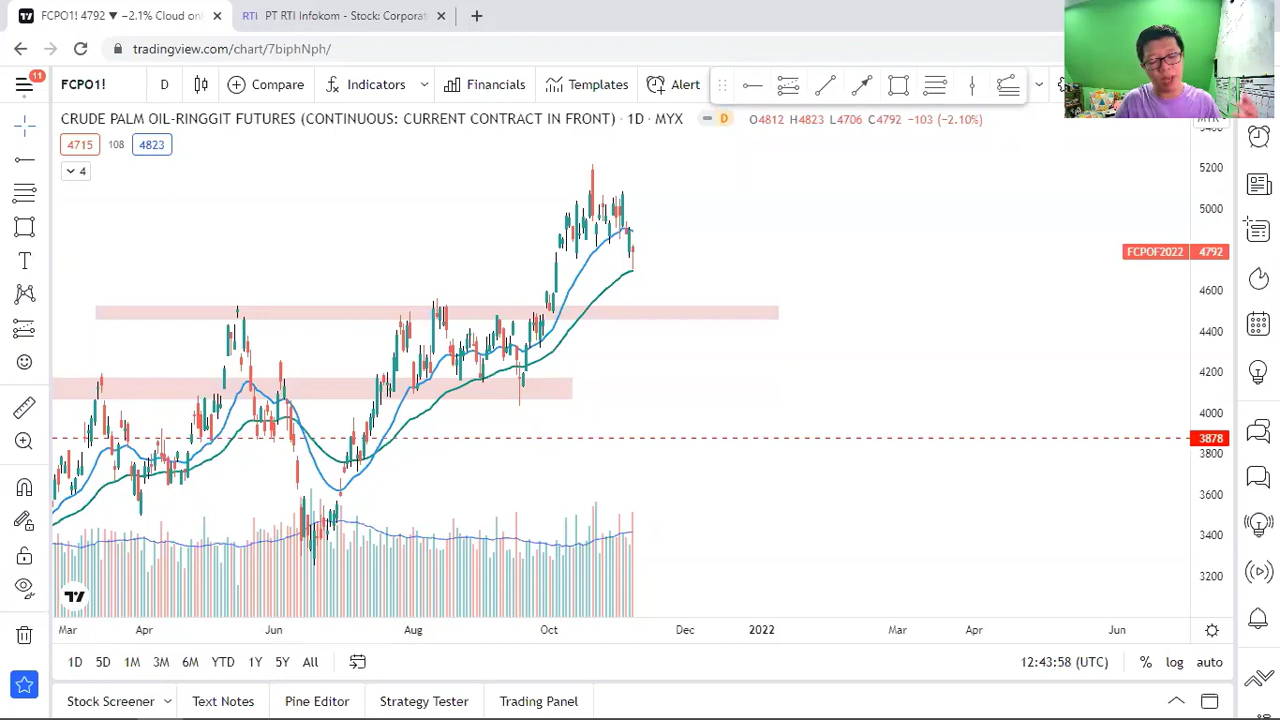 FCPO1! 4792 ▼ −2.1% Cloud on
RTI PT RTI Infokom - Stock: Corporat
tradingview.com/chart/7biphNph/
11
FCPO1! D Compare Indicators Financials Templates Alert
CRUDE PALM OIL-RINGGIT FUTURES (CONTINUOUS: CURRENT CONTRACT IN FRONT) · 1D · MYX D O4812 H4823 L4706 C4792 −103 (−2.10%)
4715 108 4823
4
5200
5000
FCPOF2022 4792
4600
4400
4200
4000
3878
3800
3600
3400
3200
Mar Apr Jun Aug Oct Dec 2022 Mar Apr Jun
1D 5D 1M 3M 6M YTD 1Y 5Y All 12:43:58 (UTC) % log auto
Stock Screener Text Notes Pine Editor Strategy Tester Trading Panel